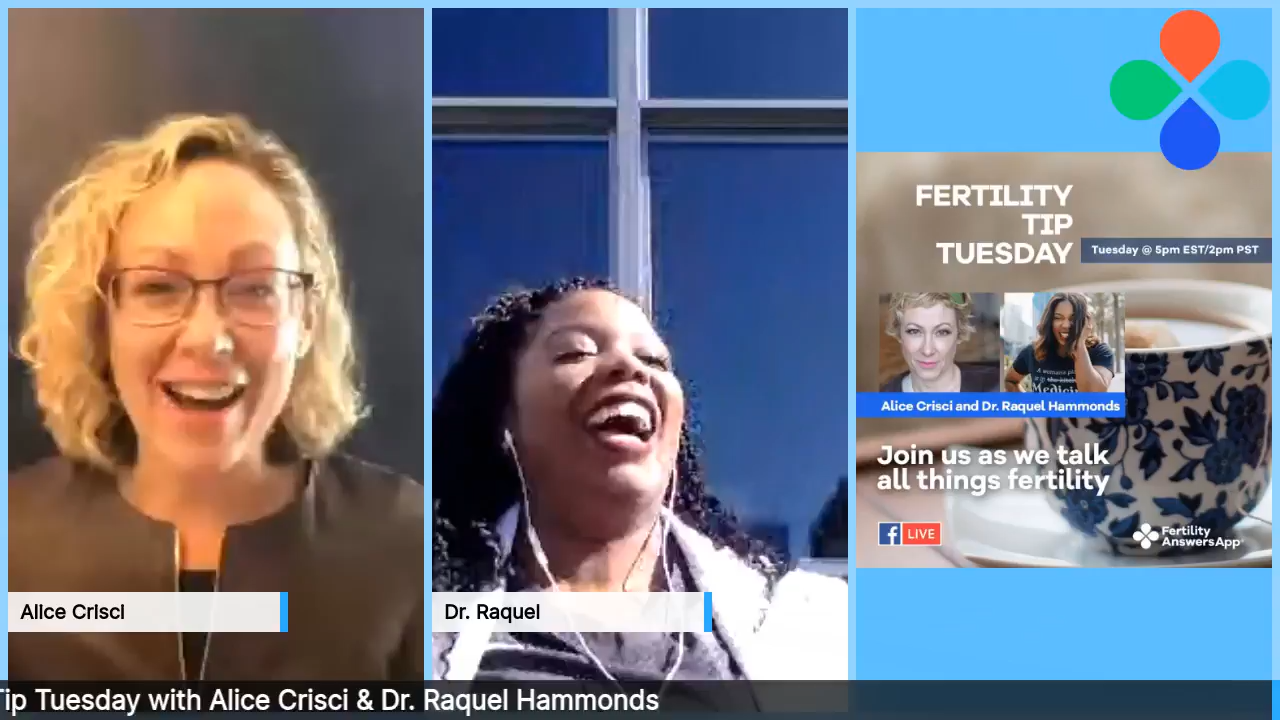 Alice Crisci
Dr. Raquel
FERTILITY
TIP
TUESDAY
Tuesday @ 5pm EST/2pm PST
Medicine
Alice Crisci and Dr. Raquel Hammonds
Join us as we talk
all things fertility
f LIVE
Fertility
AnswersApp
Tip Tuesday with Alice Crisci & Dr. Raquel Hammonds